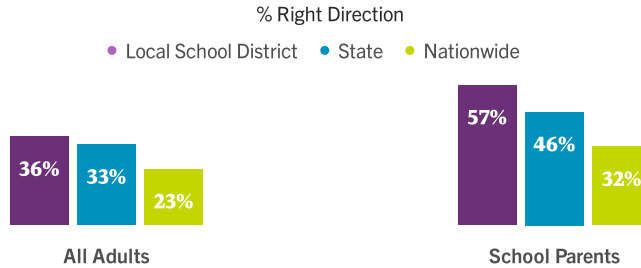 % Right Direction
Local School District State Nationwide
36% 33% 23%
57% 46% 32%
All Adults School Parents